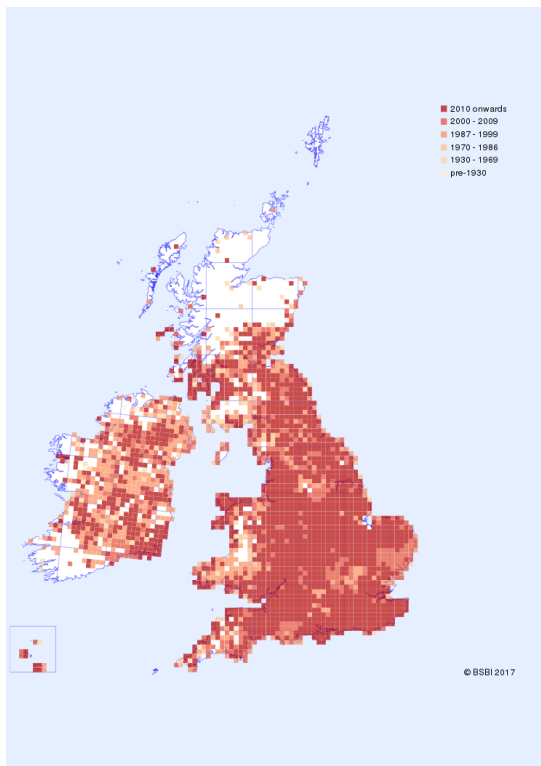 2010 onwards
2000 - 2009
1987 - 1999
1970 - 1986
1930 - 1969
pre-1930
© BSBI 2017